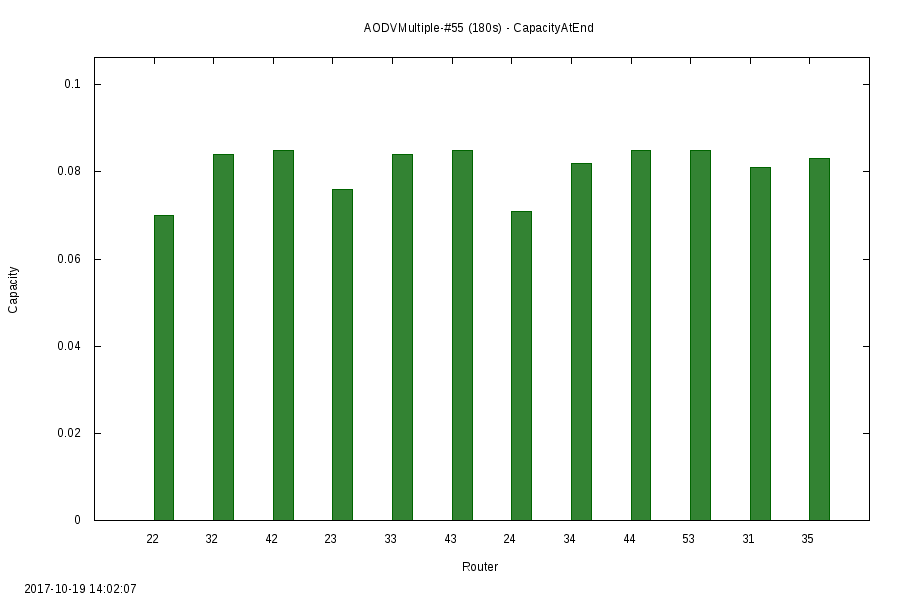 AODVMultiple-#55 (180s) - CapacityAtEnd
0.1
0.08
0.06
0.04
0.02
0
Capacity
22 32 42 23 33 43 24 34 44 53 31 35
Router
2017-10-19 14:02:07